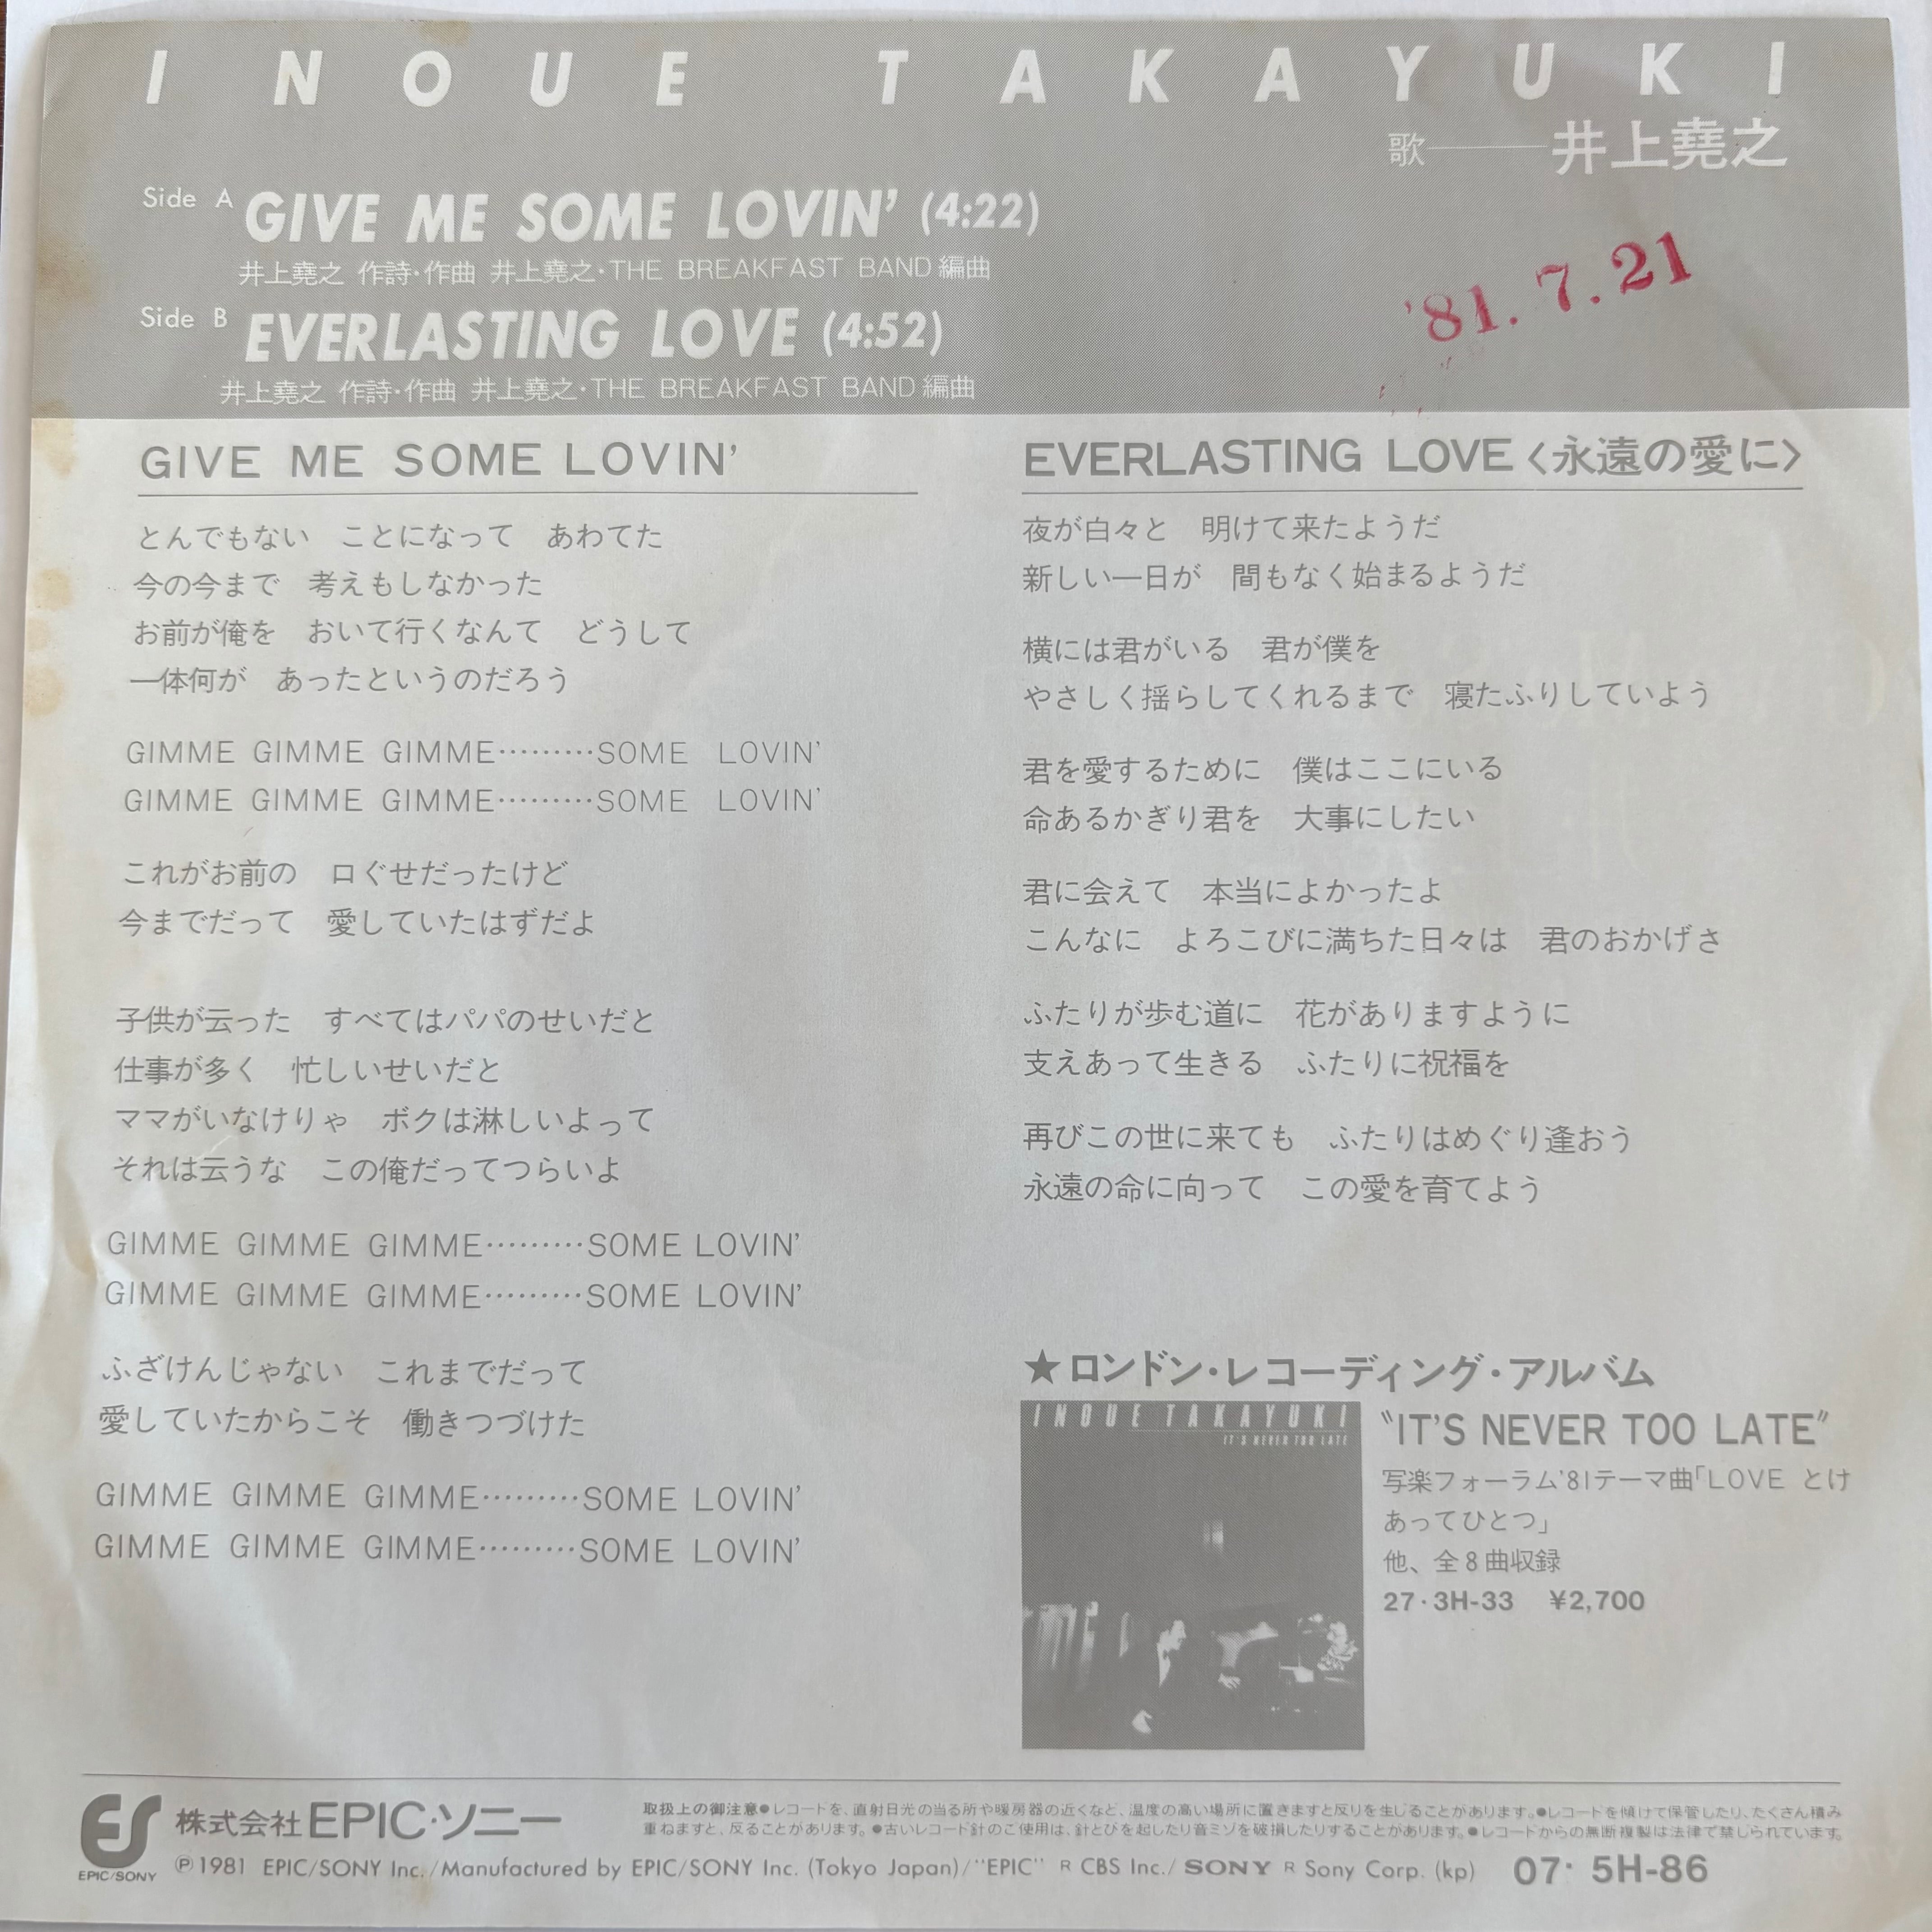 INOUE TAKAYUKI
歌 井上堯之
Side A GIVE ME SOME LOVIN' (4:22)
井上堯之 作詩・作曲 井上堯之・THE BREAKFAST BAND編曲
Side B EVERLASTING LOVE (4:52)
井上堯之 作詩・作曲 井上堯之・THE BREAKFAST BAND編曲
'81.7.21
GIVE ME SOME LOVIN'
とんでもない ことになって あわてた
今の今まで 考えもしなかった
お前が俺を おいて行くなんて どうして
一体何が あったというのだろう
GIMME GIMME GIMME………SOME LOVIN'
GIMME GIMME GIMME………SOME LOVIN'
これがお前の 口ぐせだったけど
今までだって 愛していたはずだよ
子供が云った すべてはパパのせいだと
仕事が多く 忙しいせいだと
ママがいなけりゃ ボクは淋しいよって
それは云うな この俺だってつらいよ
GIMME GIMME GIMME………SOME LOVIN'
GIMME GIMME GIMME………SOME LOVIN'
ふざけんじゃない これまでだって
愛していたからこそ 働きつづけた
GIMME GIMME GIMME………SOME LOVIN'
GIMME GIMME GIMME………SOME LOVIN'
EVERLASTING LOVE〈永遠の愛に〉
夜が白々と 明けて来たようだ
新しい一日が 間もなく始まるようだ
横には君がいる 君が僕を
やさしく揺らしてくれるまで 寝たふりしていよう
君を愛するために 僕はここにいる
命あるかぎり君を 大事にしたい
君に会えて 本当によかったよ
こんなに よろこびに満ちた日々は 君のおかげさ
ふたりが歩む道に 花がありますように
支えあって生きる ふたりに祝福を
再びこの世に来ても ふたりはめぐり逢おう
永遠の命に向って この愛を育てよう
★ロンドン・レコーディング・アルバム
INOUE TAKAYUKI
IT'S NEVER TOO LATE
"IT'S NEVER TOO LATE"
写楽フォーラム'81テーマ曲「LOVE とけ
あってひとつ」
他、全8曲収録
27・3H-33 ¥2,700
ES
EPIC/SONY
株式会社EPIC・ソニー
取扱上の御注意●レコードを、直射日光の当る所や暖房器の近くなど、温度の高い場所に置きますと反りを生じることがあります。●レコードを傾けて保管したり、たくさん積み
重ねますと、反ることがあります。●古いレコード針のご使用は、針とびを起したり音ミゾを破損したりすることがあります。●レコードからの無断複製は法律で禁じられています。
Ⓟ1981 EPIC/SONY Inc./Manufactured by EPIC/SONY Inc. (Tokyo Japan)/"EPIC" R CBS Inc./ SONY R Sony Corp. (kp) 07・5H-86